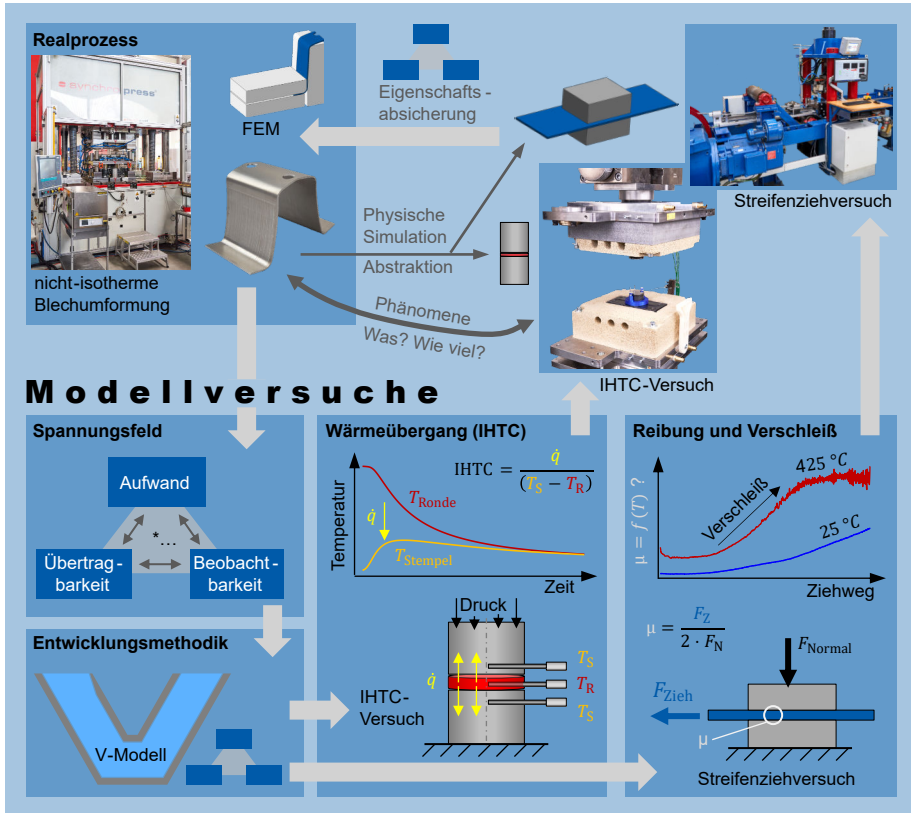 Realprozess
synchropress
FEM
nicht-isotherme
Blechumformung
Eigenschafts-
absicherung
Physische
Simulation
Abstraktion
Phänomene
Was? Wie viel?
IHTC-Versuch
Streifenziehversuch
Modellversuche
Spannungsfeld
Aufwand
*...
Übertrag-
barkeit
Beobacht-
barkeit
Entwicklungsmethodik
V-Modell
Wärmeübergang (IHTC)
IHTC = q̇ / (T_S − T_R)
Temperatur
T_Ronde
q̇
T_Stempel
Zeit
Druck
T_S
q̇
T_R
T_S
IHTC-
Versuch
Reibung und Verschleiß
μ = f (T) ?
425 °C
Verschleiß
25 °C
Ziehweg
μ = F_Z / 2 · F_N
F_Normal
F_Zieh
μ
Streifenziehversuch